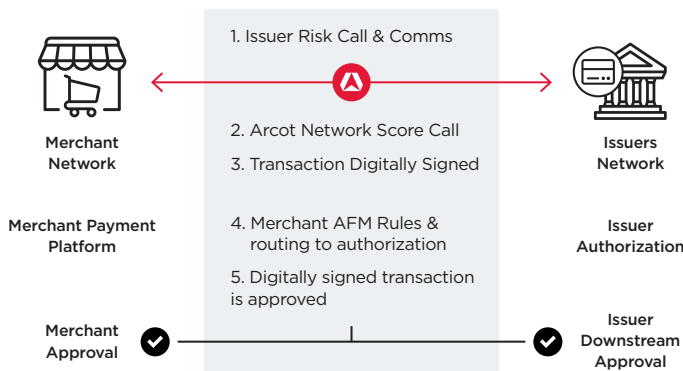 1. Issuer Risk Call & Comms
Merchant
Network
2. Arcot Network Score Call
3. Transaction Digitally Signed
Issuers
Network
Merchant Payment
Platform
4. Merchant AFM Rules &
routing to authorization
Issuer
Authorization
5. Digitally signed transaction
is approved
Merchant
Approval
Issuer
Downstream
Approval